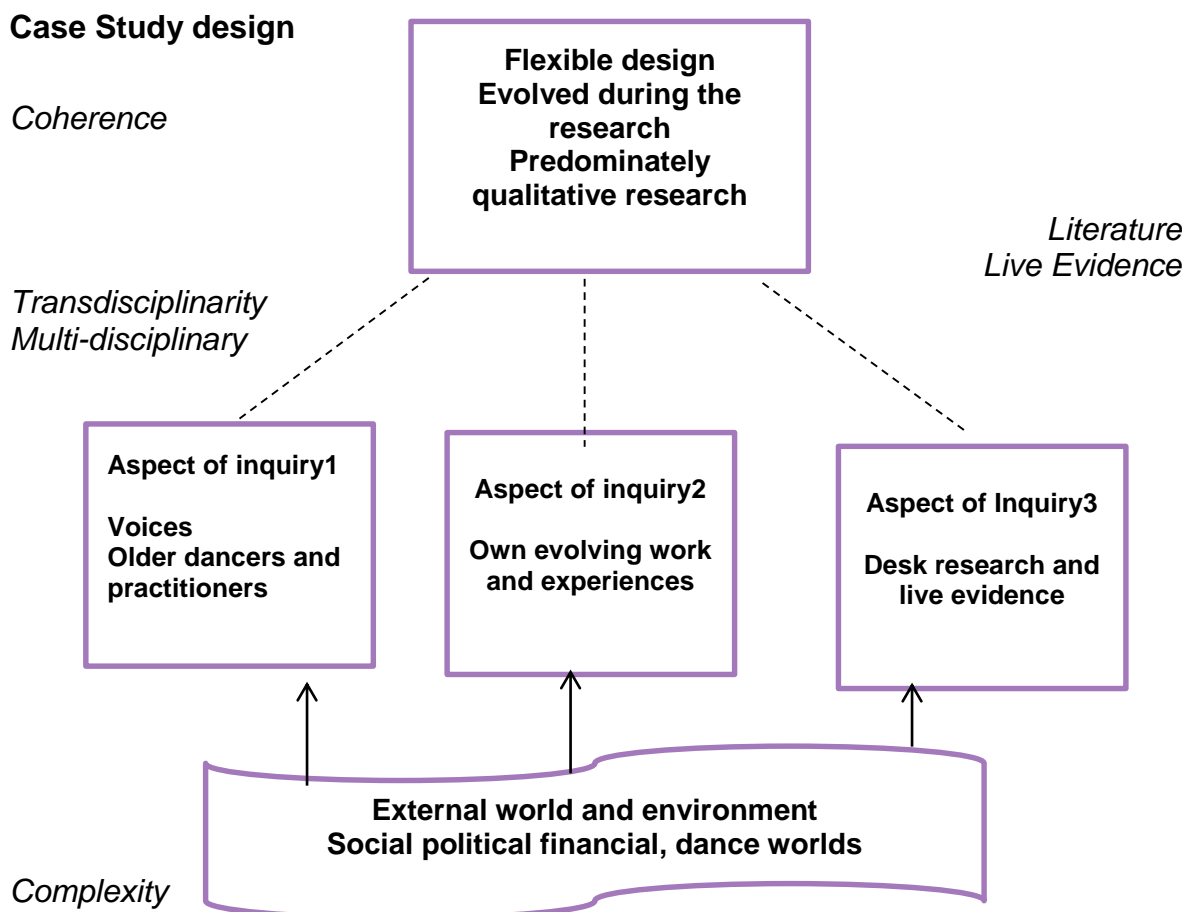 Case Study design
Flexible design
Evolved during the
research
Predominately
qualitative research
Coherence
Literature
Live Evidence
Transdisciplinarity
Multi-disciplinary
Aspect of inquiry1
Voices
Older dancers and
practitioners
Aspect of inquiry2
Own evolving work
and experiences
Aspect of Inquiry3
Desk research and
live evidence
External world and environment
Social political financial, dance worlds
Complexity